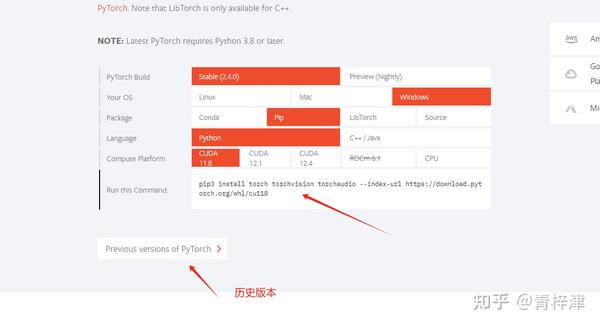 PyTorch. Note that LibTorch is only available for C++.
NOTE: Latest PyTorch requires Python 3.8 or later.
PyTorch Build Stable (2.4.0) Preview (Nightly)
Your OS Linux Mac Windows
Package Conda Pip LibTorch Source
Language Python C++ / Java
Compute Platform CUDA 11.8 CUDA 12.1 CUDA 12.4 ROCm 6.1 CPU
Run this Command: pip3 install torch torchvision torchaudio --index-url https://download.pyt
orch.org/whl/cu118
Previous versions of PyTorch
历史版本
aws Am
Go
Pla
Mi
知乎 @青梓津